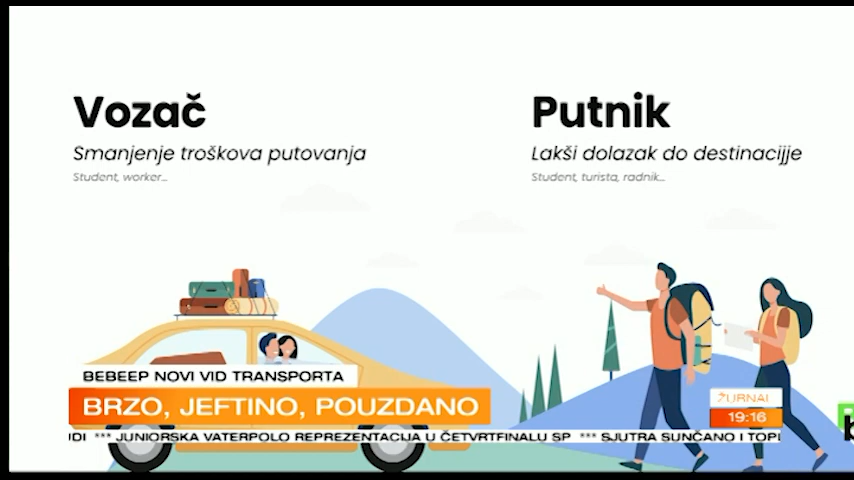 Vozač
Smanjenje troškova putovanja
Student, worker...
Putnik
Lakši dolazak do destinacijje
Student, turista, radnik...
BEBEEP NOVI VID TRANSPORTA
BRZO, JEFTINO, POUZDANO
ŽURNAL
19:16
*** JUNIORSKA VATERPOLO REPREZENTACIJA U ČETVRTFINALU SP *** SJUTRA SUNČANO I